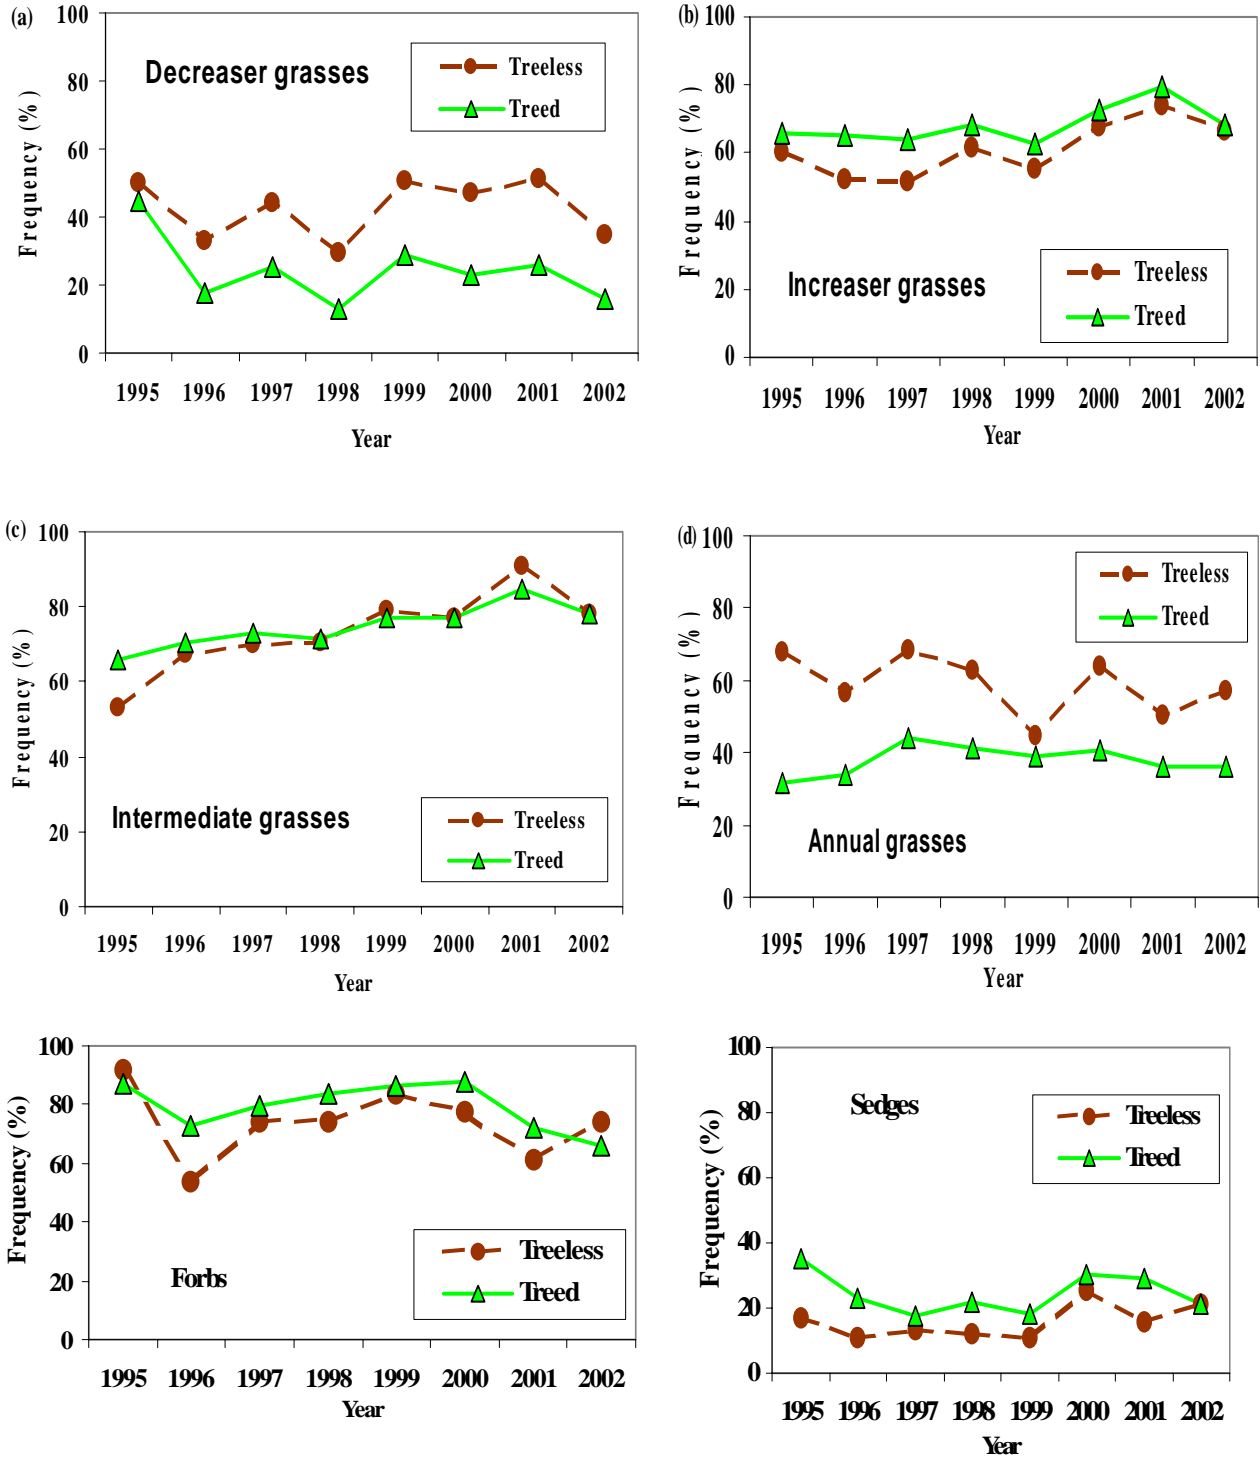 (a)
100
80
60
40
20
0
Frequency (%)
Decreaser grasses
Treeless
Treed
1995 1996 1997 1998 1999 2000 2001 2002
Year
(b)
100
80
60
40
20
0
Frequency (%)
Increaser grasses
Treeless
Treed
1995 1996 1997 1998 1999 2000 2001 2002
Year
(c)
100
80
60
40
20
0
Frequency (%)
Intermediate grasses
Treeless
Treed
1995 1996 1997 1998 1999 2000 2001 2002
Year
(d)
100
80
60
40
20
0
Frequency (%)
Treeless
Treed
Annual grasses
1995 1996 1997 1998 1999 2000 2001 2002
Year
100
80
60
40
20
0
Frequency (%)
Forbs
Treeless
Treed
1995 1996 1997 1998 1999 2000 2001 2002
Year
100
80
60
40
20
0
Frequency (%)
Sedges
Treeless
Treed
1995 1996 1997 1998 1999 2000 2001 2002
Year